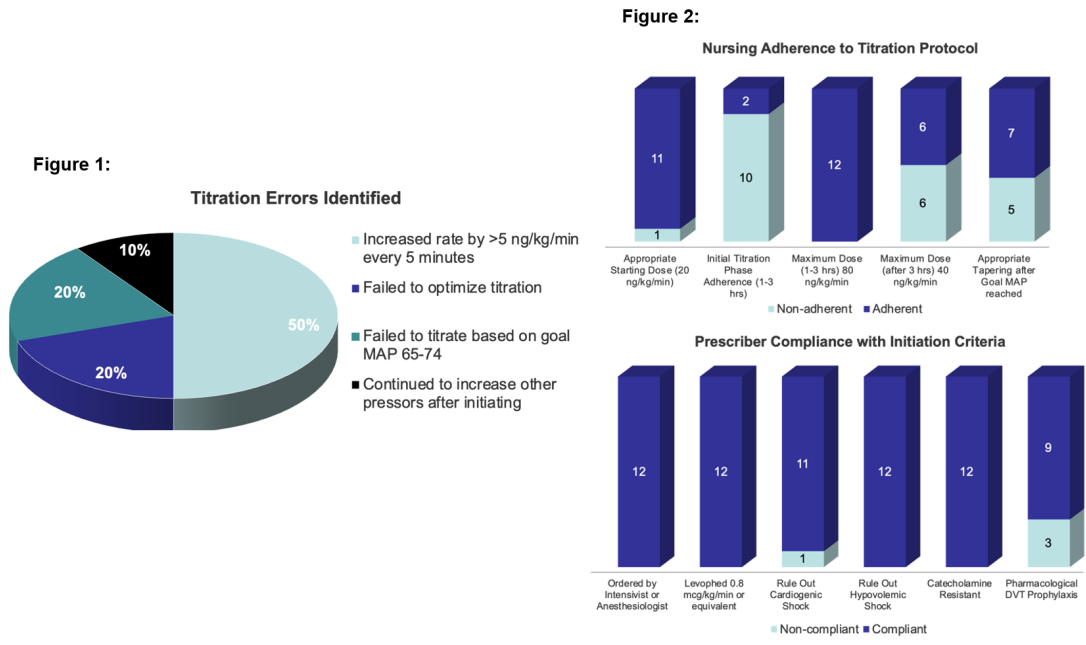 Figure 1:
Titration Errors Identified
10%
20%
50%
20%
Increased rate by >5 ng/kg/min
every 5 minutes
Failed to optimize titration
Failed to titrate based on goal
MAP 65-74
Continued to increase other
pressors after initiating
Figure 2:
Nursing Adherence to Titration Protocol
11
1
2
10
12
6
6
7
5
Appropriate
Starting Dose (20
ng/kg/min)
Initial Titration
Phase
Adherence (1-3
hrs)
Maximum Dose
(1-3 hrs) 80
ng/kg/min
Maximum Dose
(after 3 hrs) 40
ng/kg/min
Appropriate
Tapering after
Goal MAP
reached
Non-adherent
Adherent
Prescriber Compliance with Initiation Criteria
12
12
11
1
12
12
9
3
Ordered by
Intensivist or
Anesthesiologist
Levophed 0.8
mcg/kg/min or
equivalent
Rule Out
Cardiogenic
Shock
Rule Out
Hypovolemic
Shock
Catecholamine
Resistant
Pharmacological
DVT Prophylaxis
Non-compliant
Compliant